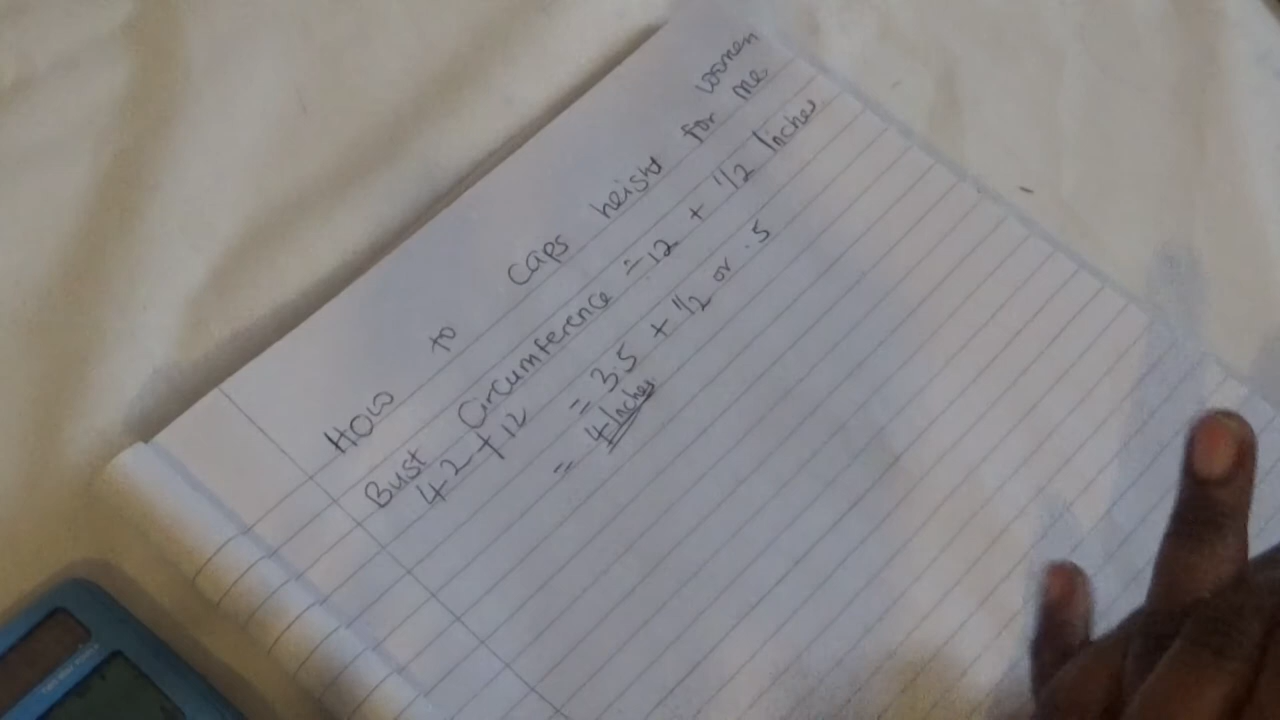 How to caps height for women
Bust Circumference ÷ 12 + 1/2 Inches
me
42 ÷ 12 = 3.5 + 1/2 or .5
= 4 Inches